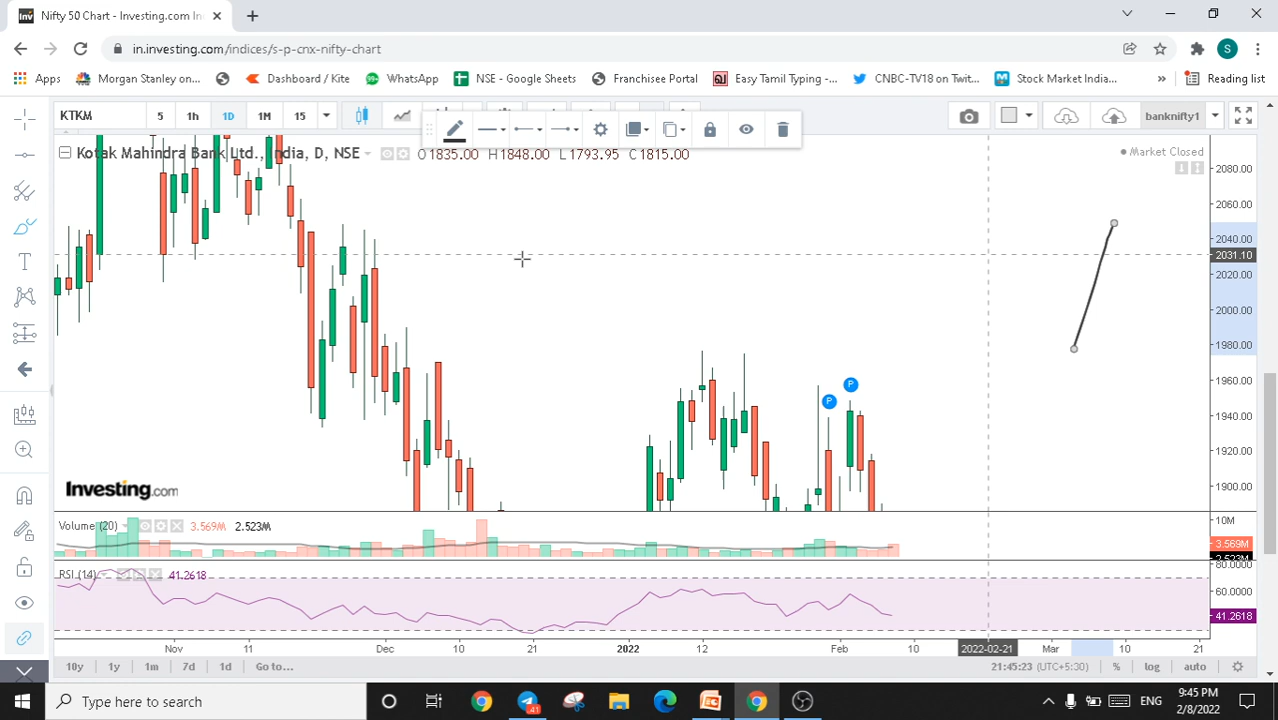 Nifty 50 Chart - Investing.com In
in.investing.com/indices/s-p-cnx-nifty-chart
S
Apps Morgan Stanley on... Dashboard / Kite WhatsApp NSE - Google Sheets Franchisee Portal Easy Tamil Typing -... CNBC-TV18 on Twit... Stock Market India... » Reading list
KTKM 5 1h 1D 1M 15 banknifty1
Kotak Mahindra Bank Ltd., India, D, NSE O1835.00 H1848.00 L1793.95 C1815.00
Market Closed
2080.00
2060.00
2040.00
2031.10
2020.00
2000.00
1980.00
1960.00
1940.00
1920.00
1900.00
P
P
T
Investing.com
Volume (20) 3.569M 2.523M
10M
3.569M
RSI (14) 41.2618
80.0000
60.0000
41.2618
Nov 11 Dec 10 21 2022 12 Feb 10 2022-02-21 Mar 10 21
10y 1y 1m 7d 1d Go to... 21:45:23 (UTC+5:30) % log auto
Type here to search
41
ENG
9:45 PM
2/8/2022